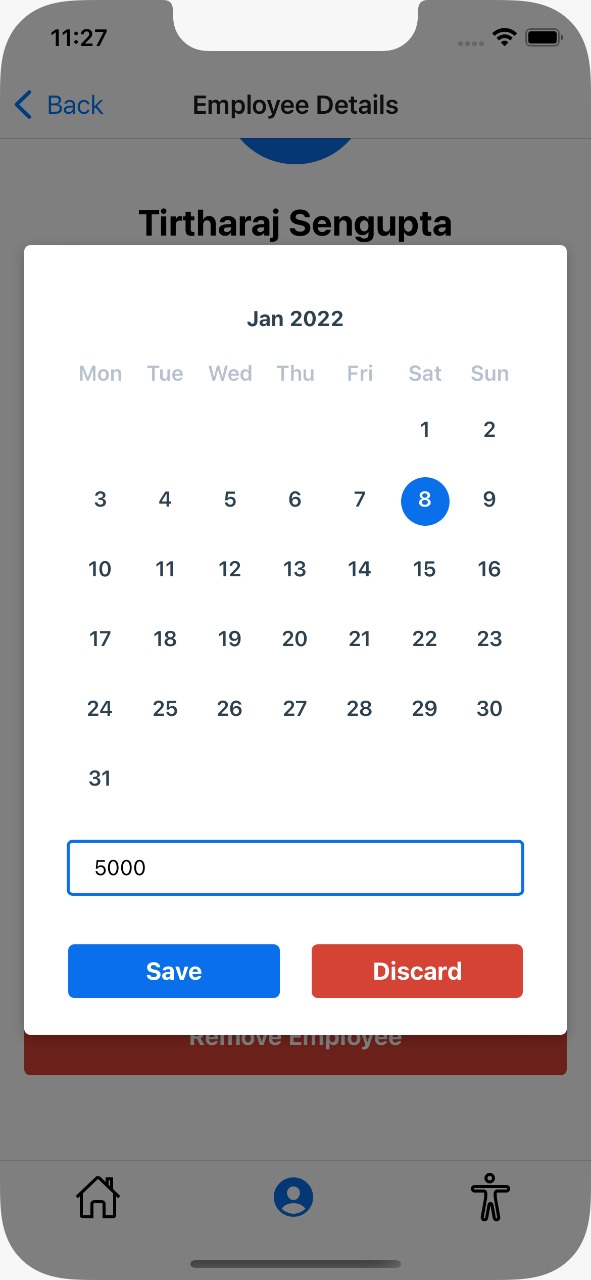 11:27
Back Employee Details
Tirtharaj Sengupta
Jan 2022
Mon Tue Wed Thu Fri Sat Sun
1 2
3 4 5 6 7 8 9
10 11 12 13 14 15 16
17 18 19 20 21 22 23
24 25 26 27 28 29 30
31
5000
Save Discard
Remove Employee